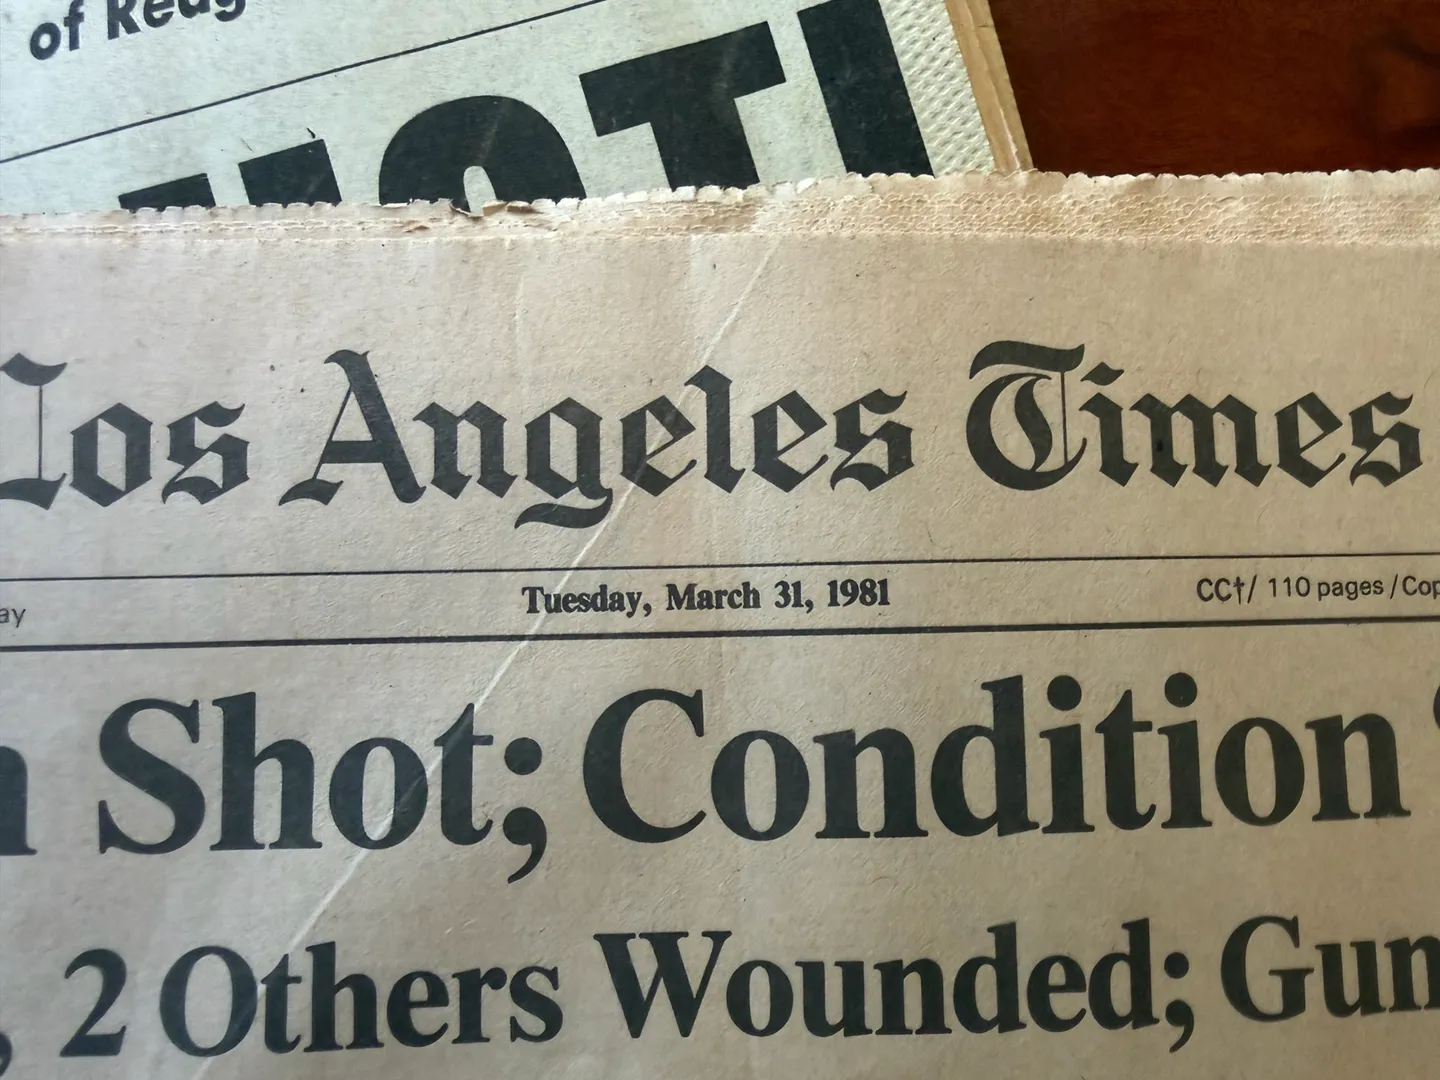 of Reag
HOT!
Los Angeles Times
ay
Tuesday, March 31, 1981
CC†/ 110 pages / Cop
n Shot; Condition ‘
, 2 Others Wounded; Gun